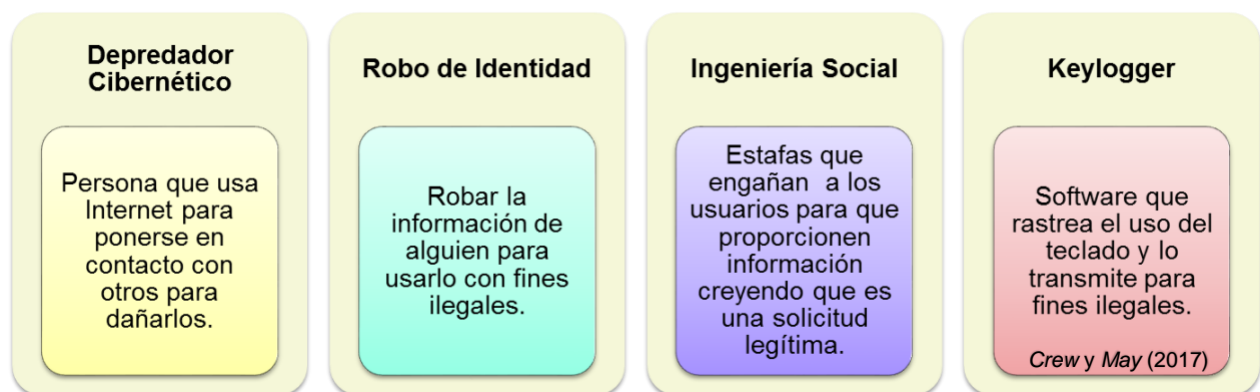 Depredador
Cibernético
Persona que usa
Internet para
ponerse en
contacto con
otros para
dañarlos.
Robo de Identidad
Robar la
información de
alguien para
usarlo con fines
ilegales.
Ingeniería Social
Estafas que
engañan a los
usuarios para que
proporcionen
información
creyendo que es
una solicitud
legítima.
Keylogger
Software que
rastrea el uso del
teclado y lo
transmite para
fines ilegales.
Crew y May (2017)